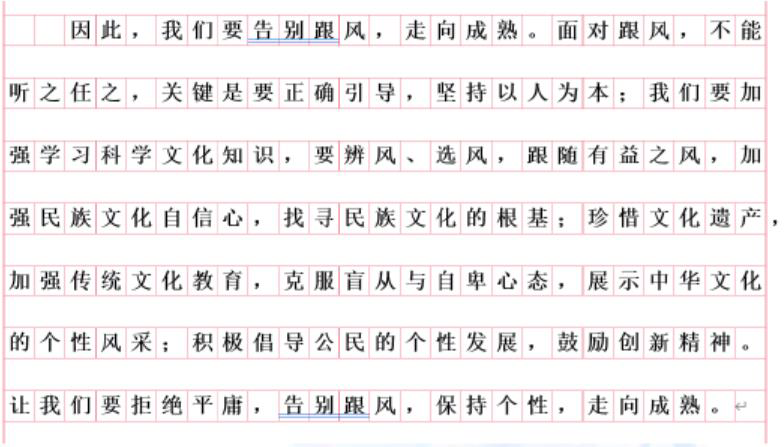 因此，我们要告别跟风，走向成熟。面对跟风，不能
听之任之，关键是要正确引导，坚持以人为本；我们要加
强学习科学文化知识，要辨风、选风，跟随有益之风，加
强民族文化自信心，找寻民族文化的根基；珍惜文化遗产，
加强传统文化教育，克服盲从与自卑心态，展示中华文化
的个性风采；积极倡导公民的个性发展，鼓励创新精神。
让我们要拒绝平庸，告别跟风，保持个性，走向成熟。